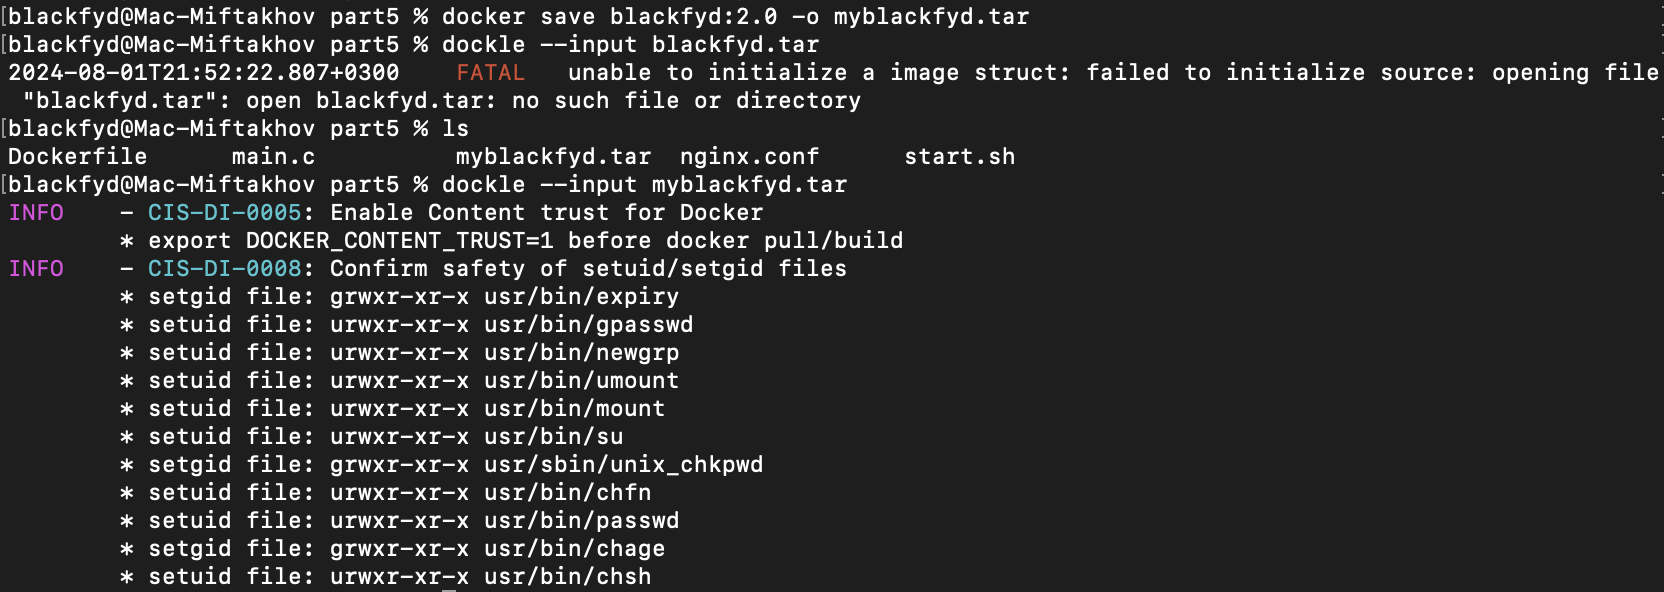 [blackfyd@Mac-Miftakhov part5 % docker save blackfyd:2.0 -o myblackfyd.tar
[blackfyd@Mac-Miftakhov part5 % dockle --input blackfyd.tar
2024-08-01T21:52:22.807+0300    FATAL   unable to initialize a image struct: failed to initialize source: opening file
 "blackfyd.tar": open blackfyd.tar: no such file or directory
[blackfyd@Mac-Miftakhov part5 % ls
Dockerfile      main.c          myblackfyd.tar  nginx.conf      start.sh
[blackfyd@Mac-Miftakhov part5 % dockle --input myblackfyd.tar
INFO    - CIS-DI-0005: Enable Content trust for Docker
        * export DOCKER_CONTENT_TRUST=1 before docker pull/build
INFO    - CIS-DI-0008: Confirm safety of setuid/setgid files
        * setgid file: grwxr-xr-x usr/bin/expiry
        * setuid file: urwxr-xr-x usr/bin/gpasswd
        * setuid file: urwxr-xr-x usr/bin/newgrp
        * setuid file: urwxr-xr-x usr/bin/umount
        * setuid file: urwxr-xr-x usr/bin/mount
        * setuid file: urwxr-xr-x usr/bin/su
        * setgid file: grwxr-xr-x usr/sbin/unix_chkpwd
        * setuid file: urwxr-xr-x usr/bin/chfn
        * setuid file: urwxr-xr-x usr/bin/passwd
        * setgid file: grwxr-xr-x usr/bin/chage
        * setuid file: urwxr-xr-x usr/bin/chsh